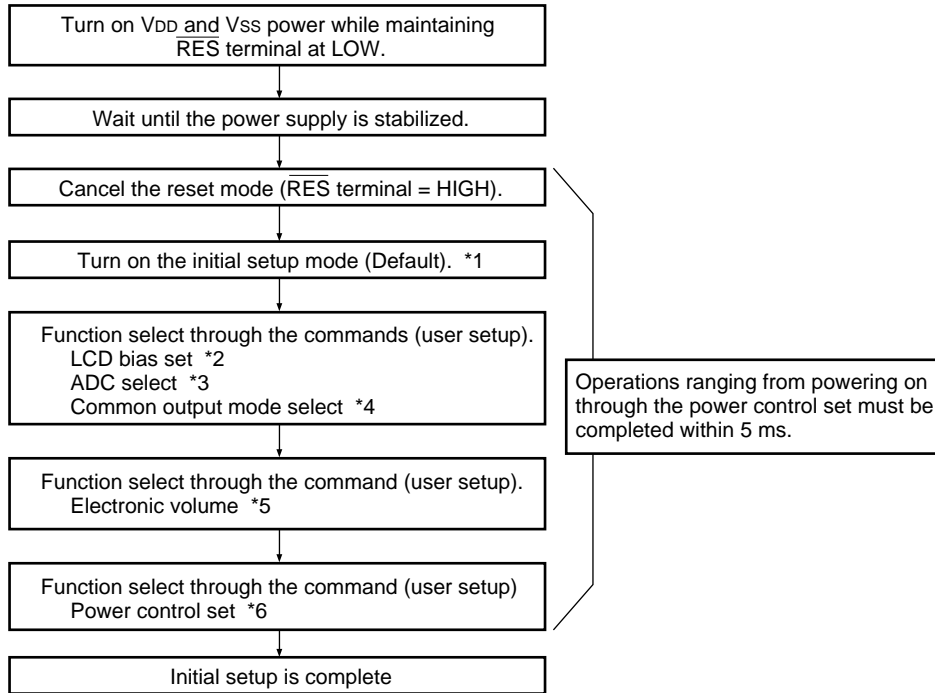 Turn on VDD and VSS power while maintaining
RES terminal at LOW.
Wait until the power supply is stabilized.
Cancel the reset mode (RES terminal = HIGH).
Turn on the initial setup mode (Default). *1
Function select through the commands (user setup).
LCD bias set *2
ADC select *3
Common output mode select *4
Operations ranging from powering on
through the power control set must be
completed within 5 ms.
Function select through the command (user setup).
Electronic volume *5
Function select through the command (user setup)
Power control set *6
Initial setup is complete